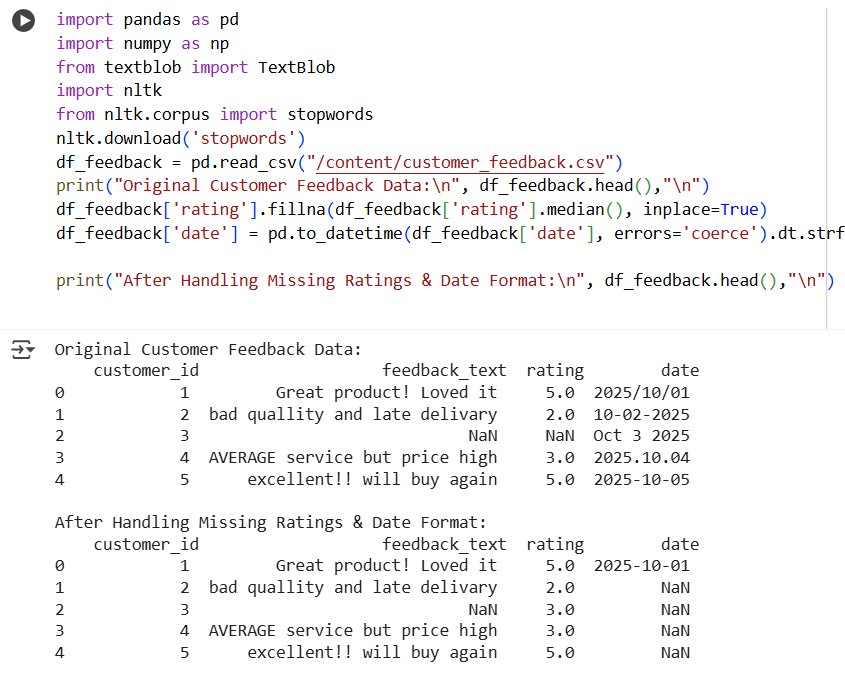 import pandas as pd
import numpy as np
from textblob import TextBlob
import nltk
from nltk.corpus import stopwords
nltk.download('stopwords')
df_feedback = pd.read_csv("/content/customer_feedback.csv")
print("Original Customer Feedback Data:\n", df_feedback.head(),"\n")
df_feedback['rating'].fillna(df_feedback['rating'].median(), inplace=True)
df_feedback['date'] = pd.to_datetime(df_feedback['date'], errors='coerce').dt.strf
print("After Handling Missing Ratings & Date Format:\n", df_feedback.head(),"\n")
Original Customer Feedback Data:
customer_id feedback_text rating date
0 1 Great product! Loved it 5.0 2025/10/01
1 2 bad quallity and late delivary 2.0 10-02-2025
2 3 NaN NaN Oct 3 2025
3 4 AVERAGE service but price high 3.0 2025.10.04
4 5 excellent!! will buy again 5.0 2025-10-05
After Handling Missing Ratings & Date Format:
customer_id feedback_text rating date
0 1 Great product! Loved it 5.0 2025-10-01
1 2 bad quallity and late delivary 2.0 NaN
2 3 NaN 3.0 NaN
3 4 AVERAGE service but price high 3.0 NaN
4 5 excellent!! will buy again 5.0 NaN